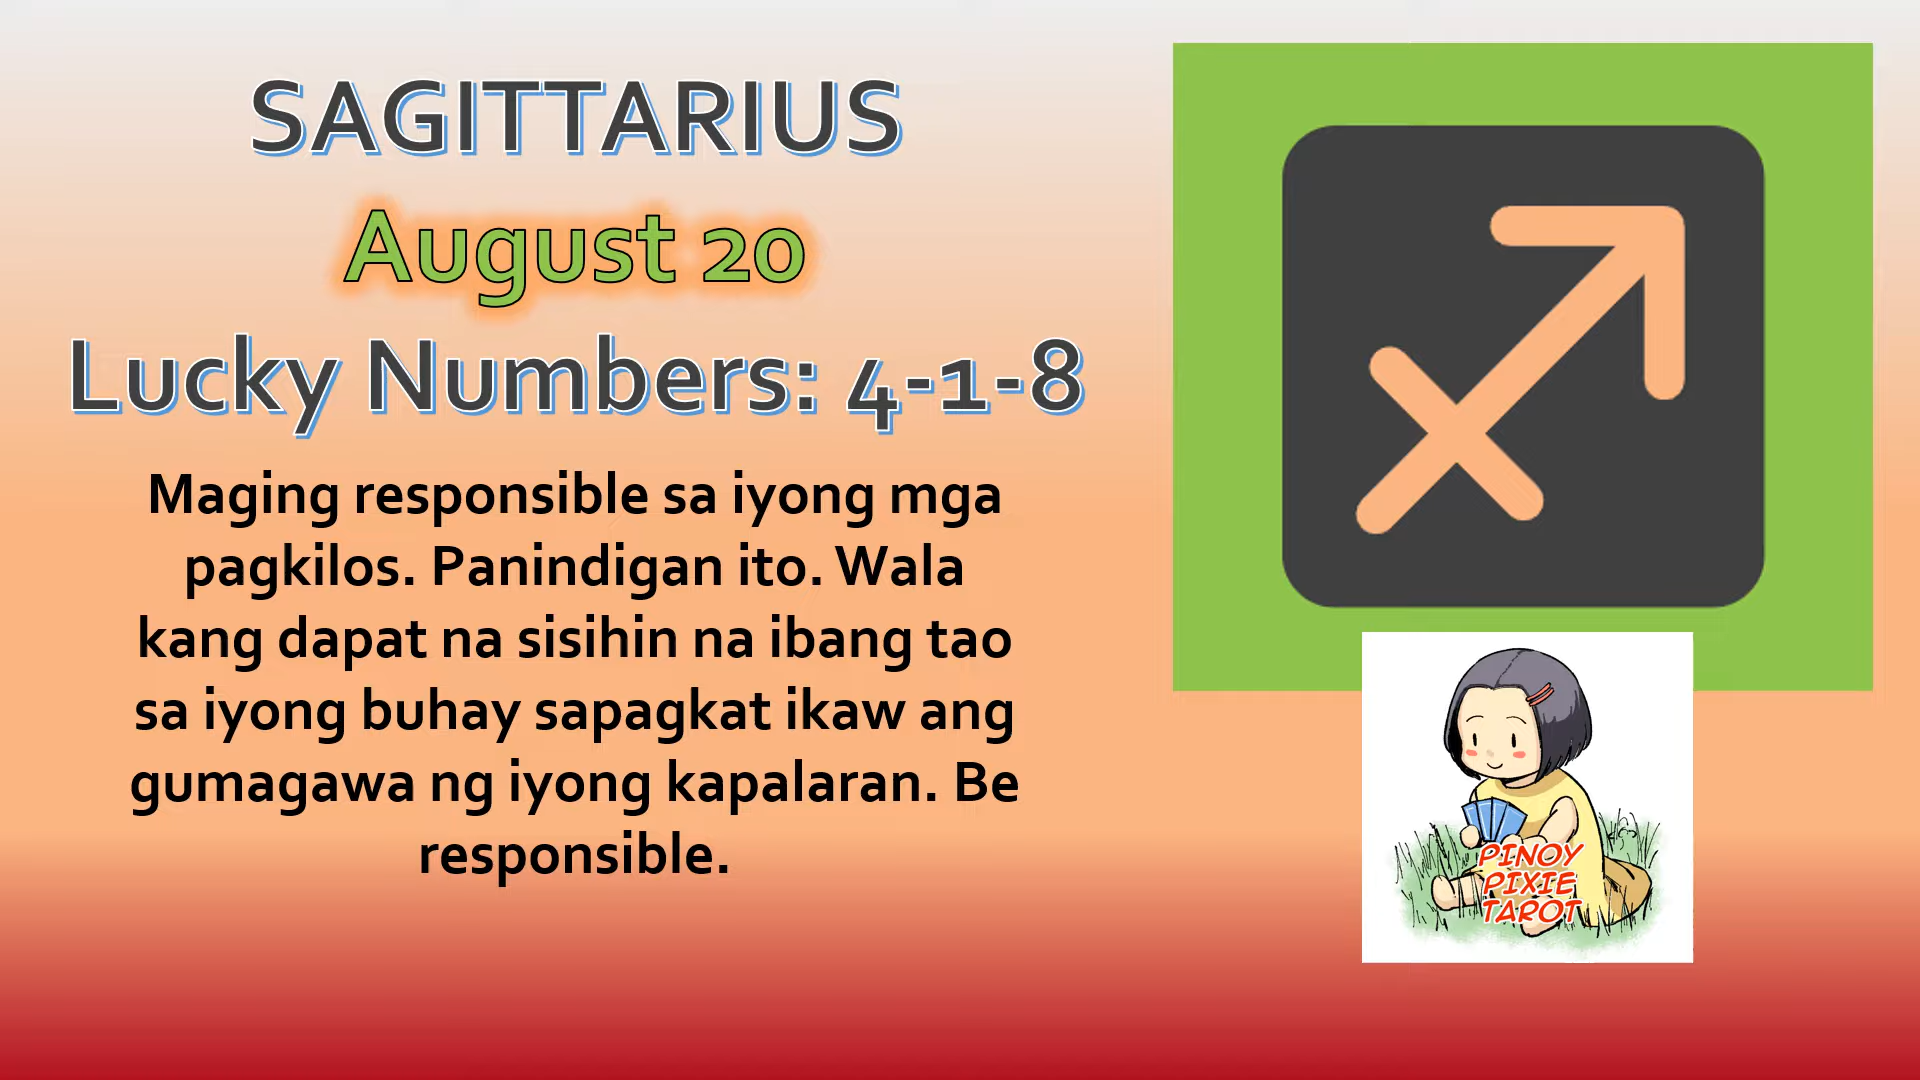 SAGITTARIUS
August 20
Lucky Numbers: 4-1-8
Maging responsible sa iyong mga
pagkilos. Panindigan ito. Wala
kang dapat na sisihin na ibang tao
sa iyong buhay sapagkat ikaw ang
gumagawa ng iyong kapalaran. Be
responsible.
PINOY
PIXIE
TAROT